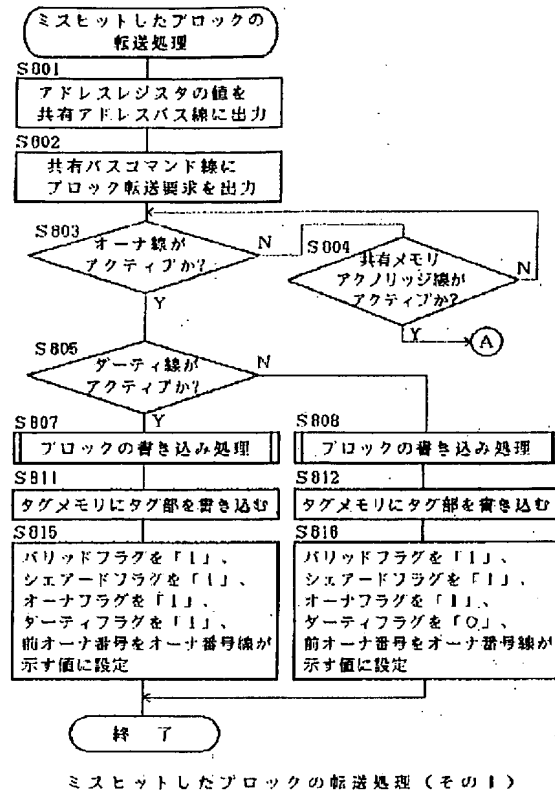 ミスヒットしたブロックの
転送処理
S801
アドレスレジスタの値を
共有アドレスバス線に出力
S802
共有バスコマンド線に
ブロック転送要求を出力
S803
オーナ線が
アクティブか?
N
Y
S804
共有メモリ
アクノリッジ線が
アクティブか?
N
Y
A
S805
ダーティ線が
アクティブか?
N
Y
S807
ブロックの書き込み処理
S811
タグメモリにタグ部を書き込む
S815
バリッドフラグを「1」、
シェアードフラグを「1」、
オーナフラグを「1」、
ダーティフラグを「1」、
前オーナ番号をオーナ番号線が
示す値に設定
S808
ブロックの書き込み処理
S812
タグメモリにタグ部を書き込む
S816
バリッドフラグを「1」、
シェアードフラグを「1」、
オーナフラグを「1」、
ダーティフラグを「0」、
前オーナ番号をオーナ番号線が
示す値に設定
終了
ミスヒットしたブロックの転送処理(その1)